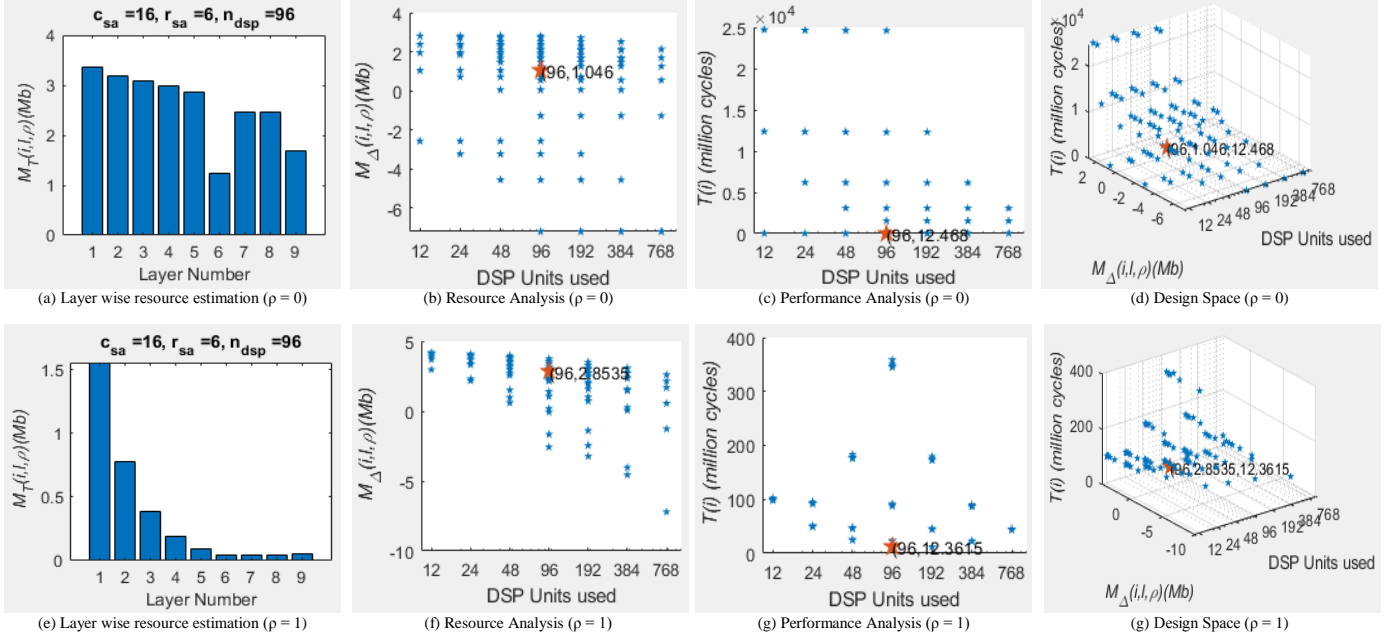 c_sa =16, r_sa =6, n_dsp =96
M_T(i,l,ρ)(Mb)
4
3
2
1
0
1 2 3 4 5 6 7 8 9
Layer Number
(a) Layer wise resource estimation (ρ = 0)
M_Δ(i,l,ρ)(Mb)
4
2
0
-2
-4
-6
(96,1.046
12 24 48 96 192 384 768
DSP Units used
(b) Resource Analysis (ρ = 0)
×10^4
T(i) (million cycles)
2.5
2
1.5
1
0.5
0
(96,12.468
12 24 48 96 192 384 768
DSP Units used
(c) Performance Analysis (ρ = 0)
×10^4
T(i) (million cycles)
2
1
0
(96,1.046,12.468
2 0 -2 -4 -6
12 24 48 96 192 384 768
DSP Units used
M_Δ(i,l,ρ)(Mb)
(d) Design Space (ρ = 0)
c_sa =16, r_sa =6, n_dsp =96
M_T(i,l,ρ)(Mb)
1.5
1
0.5
0
1 2 3 4 5 6 7 8 9
Layer Number
(e) Layer wise resource estimation (ρ = 1)
M_Δ(i,l,ρ)(Mb)
5
0
-5
-10
(96,2.8535
12 24 48 96 192 384 768
DSP Units used
(f) Resource Analysis (ρ = 1)
T(i) (million cycles)
400
300
200
100
0
(96,12.3615
12 24 48 96 192 384 768
DSP Units used
(g) Performance Analysis (ρ = 1)
T(i) (million cycles)
400
200
0
(96,2.8535,12.3615
0 -5 -10
12 24 48 96 192 384 768
DSP Units used
M_Δ(i,l,ρ)(Mb)
(g) Design Space (ρ = 1)